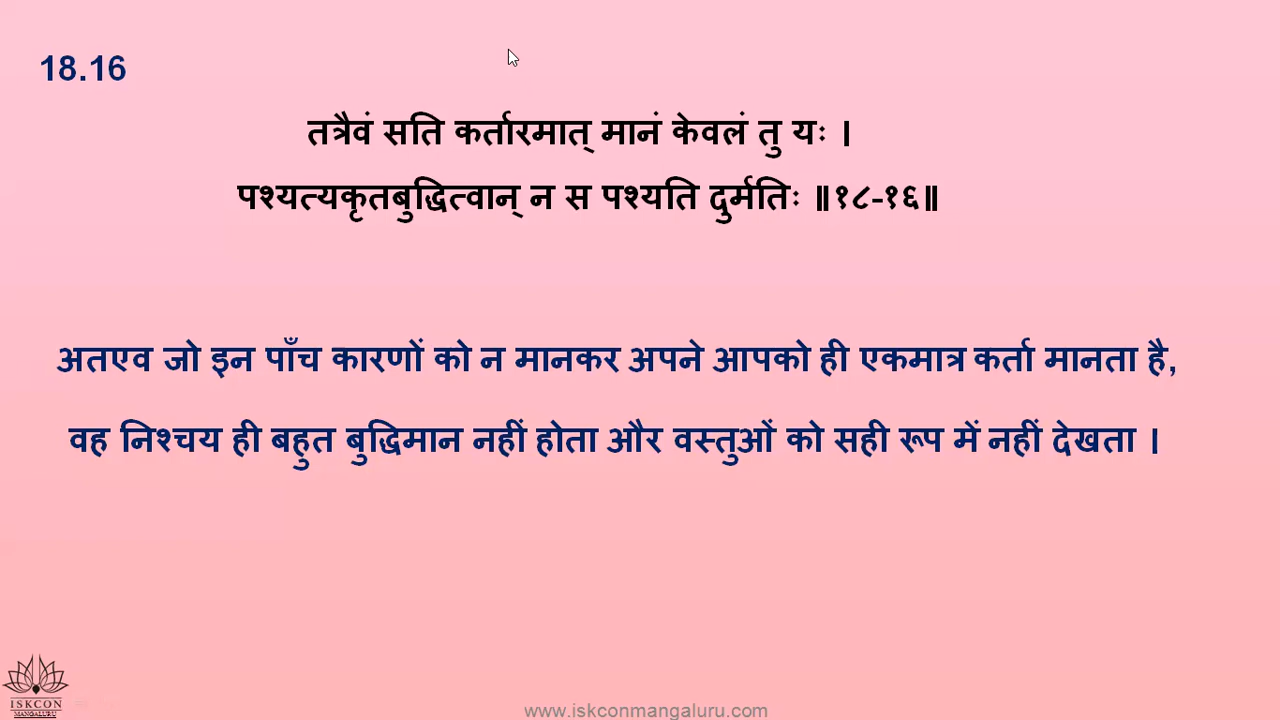 18.16
तत्रैवं सति कर्तारमात् मानं केवलं तु यः ।
पश्यत्यकृतबुद्धित्वान् न स पश्यति दुर्मतिः ॥१८-१६॥
अतएव जो इन पाँच कारणों को न मानकर अपने आपको ही एकमात्र कर्ता मानता है,
वह निश्चय ही बहुत बुद्धिमान नहीं होता और वस्तुओं को सही रूप में नहीं देखता ।
ISKCON
MANGALURU
www.iskconmangaluru.com